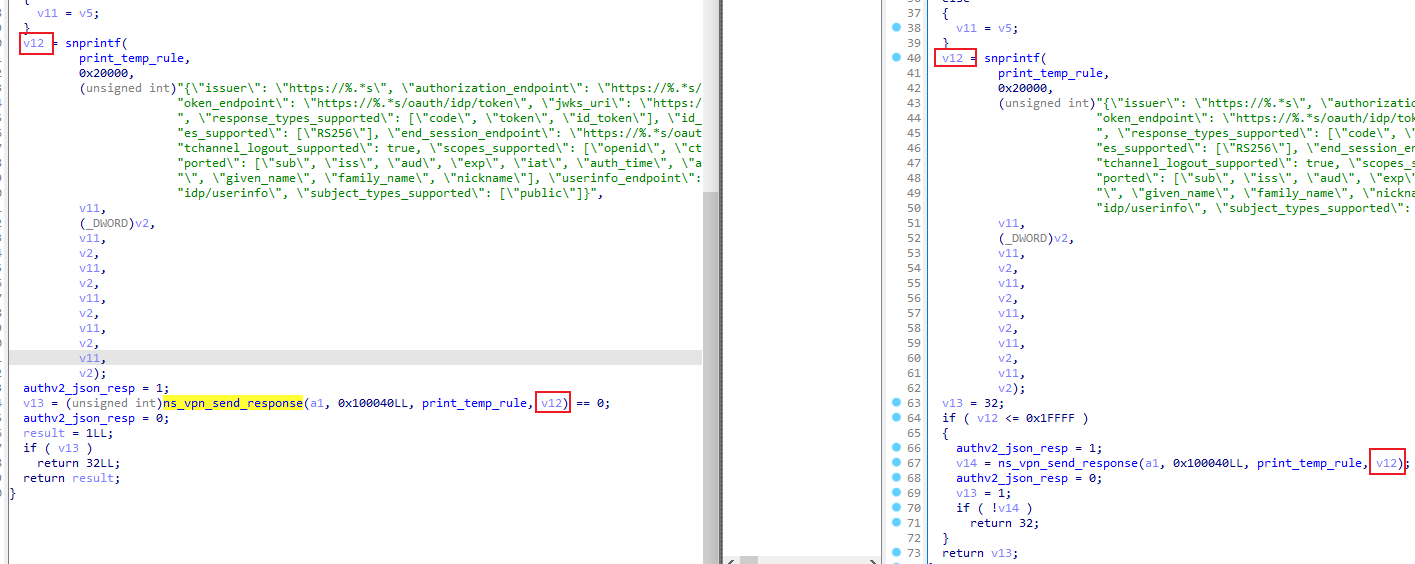 v11 = v5;
}
v12 = snprintf(
print_temp_rule,
0x20000,
(unsigned int)"{\"issuer\": \"https://%.*s\", \"authorization_endpoint\": \"https://%.*s/
"oken_endpoint\": \"https://%.*s/oauth/idp/token\", \"jwks_uri\": \"https:/
", \"response_types_supported\": [\"code\", \"token\", \"id_token\"], \"id_
"es_supported\": [\"RS256\"], \"end_session_endpoint\": \"https://%.*s/oaut
"tchannel_logout_supported\": true, \"scopes_supported\": [\"openid\", \"ct
"ported\": [\"sub\", \"iss\", \"aud\", \"exp\", \"iat\", \"auth_time\", \"a
"\", \"given_name\", \"family_name\", \"nickname\"], \"userinfo_endpoint\":
"idp/userinfo\", \"subject_types_supported\": [\"public\"]}",
v11,
(_DWORD)v2,
v11,
v2,
v11,
v2,
v11,
v2,
v11,
v2,
v11,
v2);
authv2_json_resp = 1;
v13 = (unsigned int)ns_vpn_send_response(a1, 0x100040LL, print_temp_rule, v12) == 0;
authv2_json_resp = 0;
result = 1LL;
if ( v13 )
return 32LL;
return result;
}
37 {
38 v11 = v5;
39 }
40 v12 = snprintf(
41 print_temp_rule,
42 0x20000,
43 (unsigned int)"{\"issuer\": \"https://%.*s\", \"authorization
44 "oken_endpoint\": \"https://%.*s/oauth/idp/tok
45 ", \"response_types_supported\": [\"code\", \"
46 "es_supported\": [\"RS256\"], \"end_session_en
47 "tchannel_logout_supported\": true, \"scopes_s
48 "ported\": [\"sub\", \"iss\", \"aud\", \"exp\"
49 "\", \"given_name\", \"family_name\", \"nickna
50 "idp/userinfo\", \"subject_types_supported\":
51 v11,
52 (_DWORD)v2,
53 v11,
54 v2,
55 v11,
56 v2,
57 v11,
58 v2,
59 v11,
60 v2,
61 v11,
62 v2);
63 v13 = 32;
64 if ( v12 <= 0x1FFFF )
65 {
66 authv2_json_resp = 1;
67 v14 = ns_vpn_send_response(a1, 0x100040LL, print_temp_rule, v12);
68 authv2_json_resp = 0;
69 v13 = 1;
70 if ( !v14 )
71 return 32;
72 }
73 return v13;